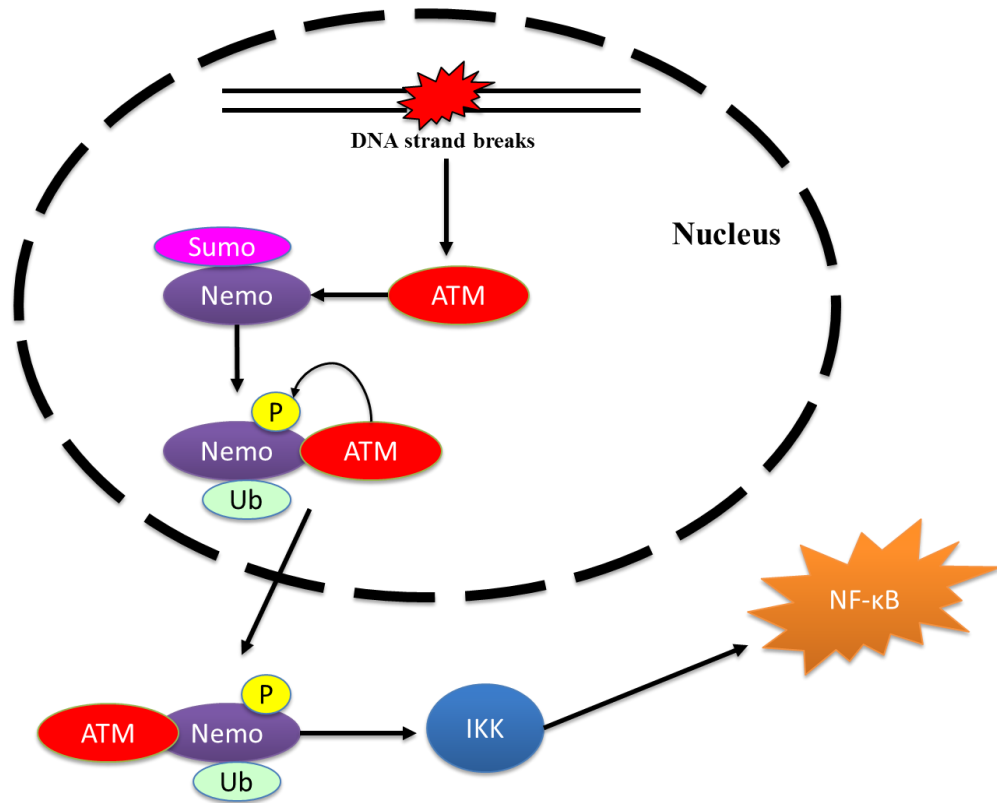 DNA strand breaks
Nucleus
Sumo
Nemo
ATM
P
Nemo
ATM
Ub
NF-κB
P
ATM
Nemo
IKK
Ub